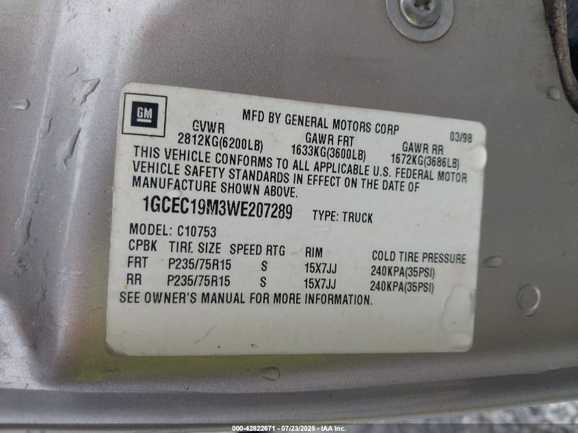 GM
MFD BY GENERAL MOTORS CORP 03/98
GVWR GAWR FRT GAWR RR
2812KG(6200LB) 1633KG(3600LB) 1672KG(3686LB)
THIS VEHICLE CONFORMS TO ALL APPLICABLE U.S. FEDERAL MOTOR
VEHICLE SAFETY STANDARDS IN EFFECT ON THE DATE OF
MANUFACTURE SHOWN ABOVE.
1GCEC19M3WE207289 TYPE: TRUCK
MODEL: C10753
CPBK TIRE SIZE SPEED RTG RIM COLD TIRE PRESSURE
FRT P235/75R15 S 15X7JJ 240KPA(35PSI)
RR P235/75R15 S 15X7JJ 240KPA(35PSI)
SEE OWNER'S MANUAL FOR MORE INFORMATION.
000-42822671 - 07/23/2025 - IAA Inc.